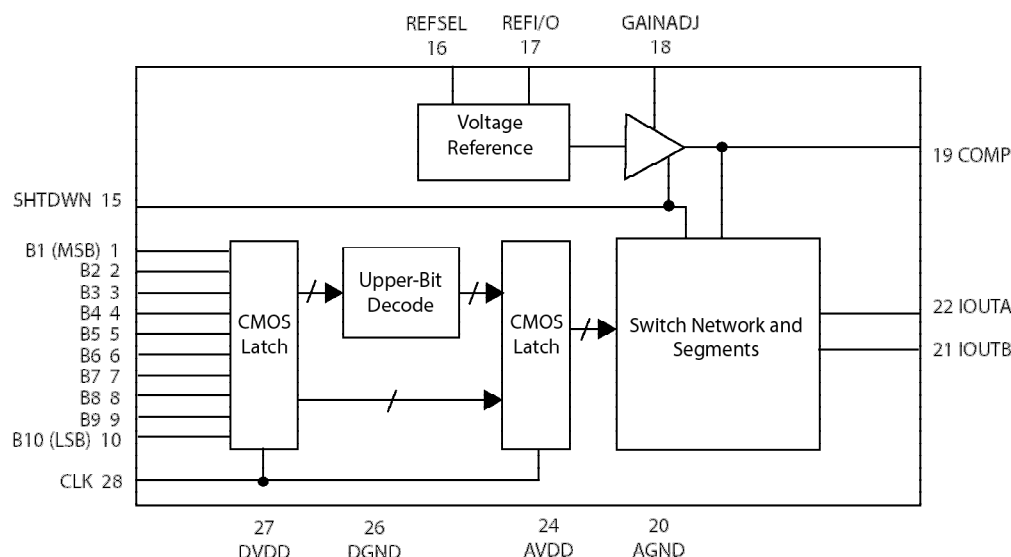 REFSEL REFI/O GAINADJ
16 17 18
Voltage
Reference
19 COMP
SHTDWN 15
B1 (MSB) 1
B2 2
B3 3
B4 4
B5 5
B6 6
B7 7
B8 8
B9 9
B10 (LSB) 10
CLK 28
CMOS
Latch
Upper-Bit
Decode
CMOS
Latch
Switch Network and
Segments
22 IOUTA
21 IOUTB
27 26 24 20
DVDD DGND AVDD AGND